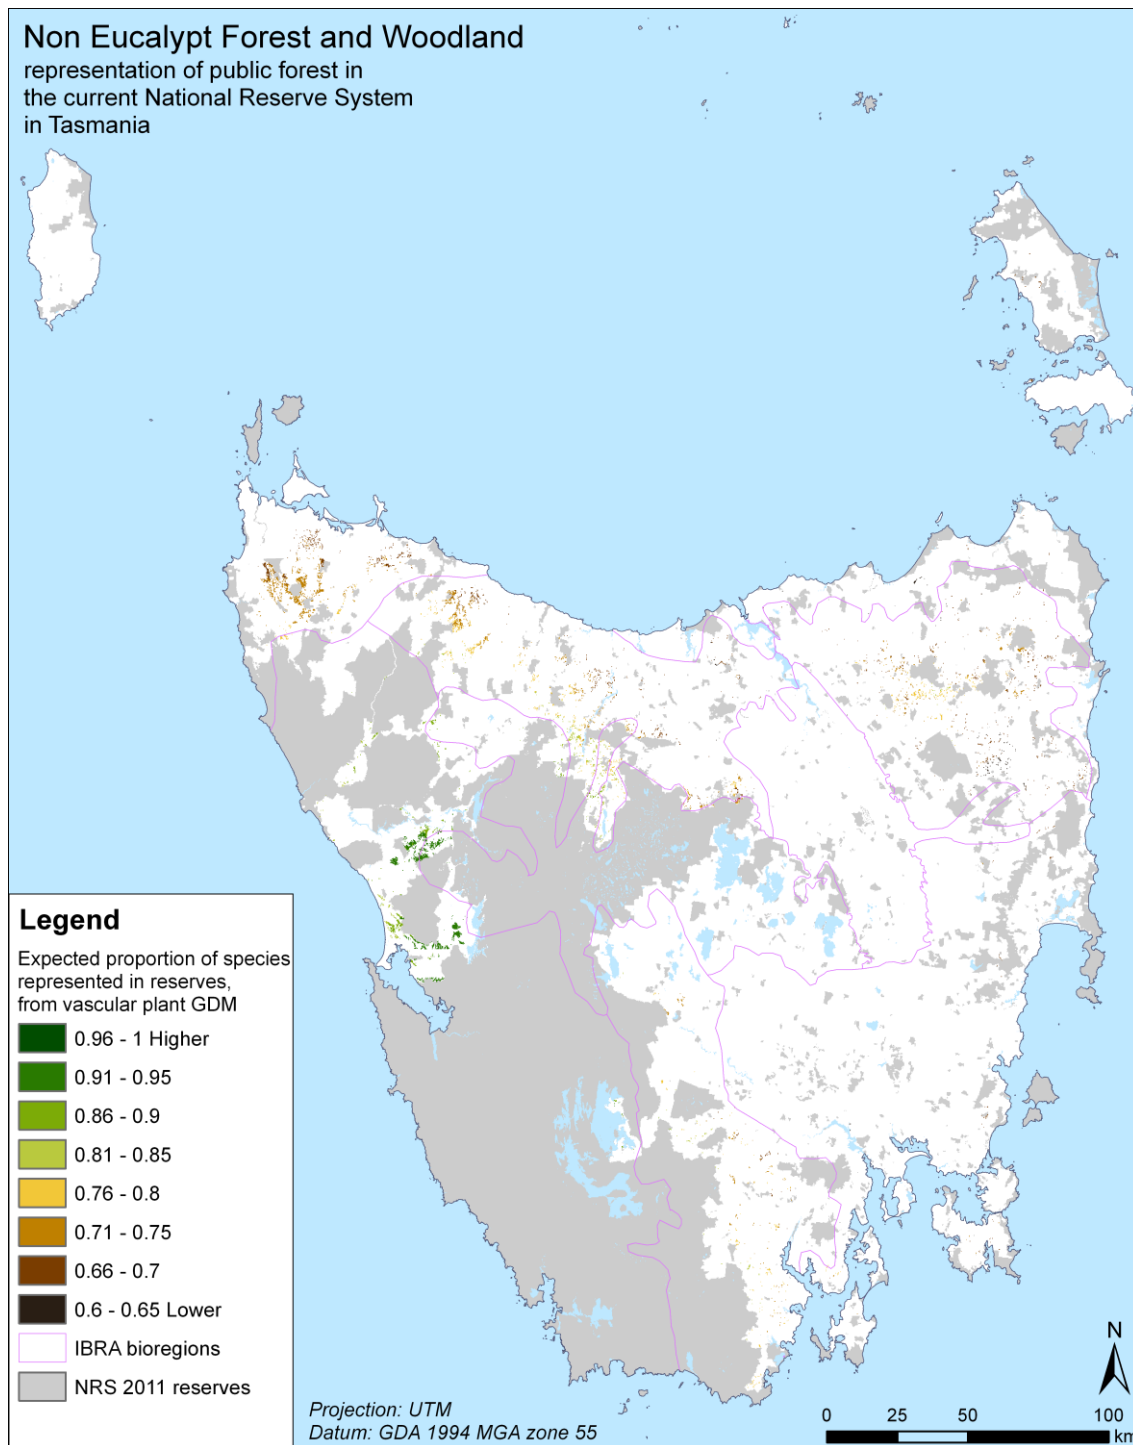 Non Eucalypt Forest and Woodland
representation of public forest in
the current National Reserve System
in Tasmania
Legend
Expected proportion of species
represented in reserves,
from vascular plant GDM
0.96 - 1 Higher
0.91 - 0.95
0.86 - 0.9
0.81 - 0.85
0.76 - 0.8
0.71 - 0.75
0.66 - 0.7
0.6 - 0.65 Lower
IBRA bioregions
NRS 2011 reserves
Projection: UTM
Datum: GDA 1994 MGA zone 55
N
0 25 50 100
km